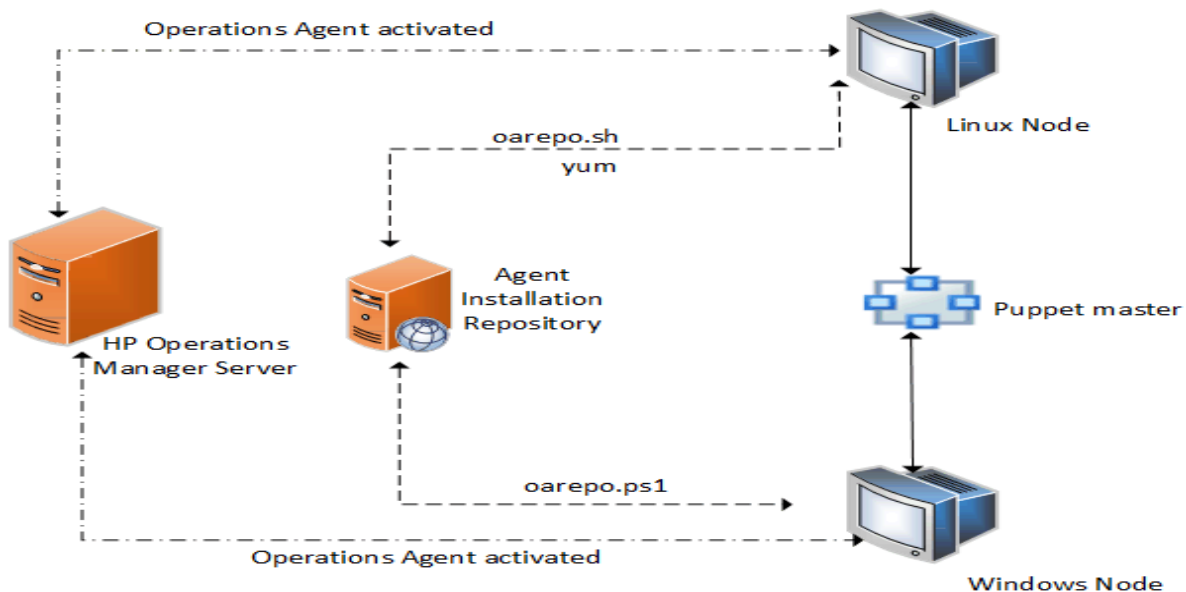 Operations Agent activated
Linux Node
oarepo.sh
yum
Agent
Installation
Repository
Puppet master
HP Operations
Manager Server
oarepo.ps1
Operations Agent activated
Windows Node